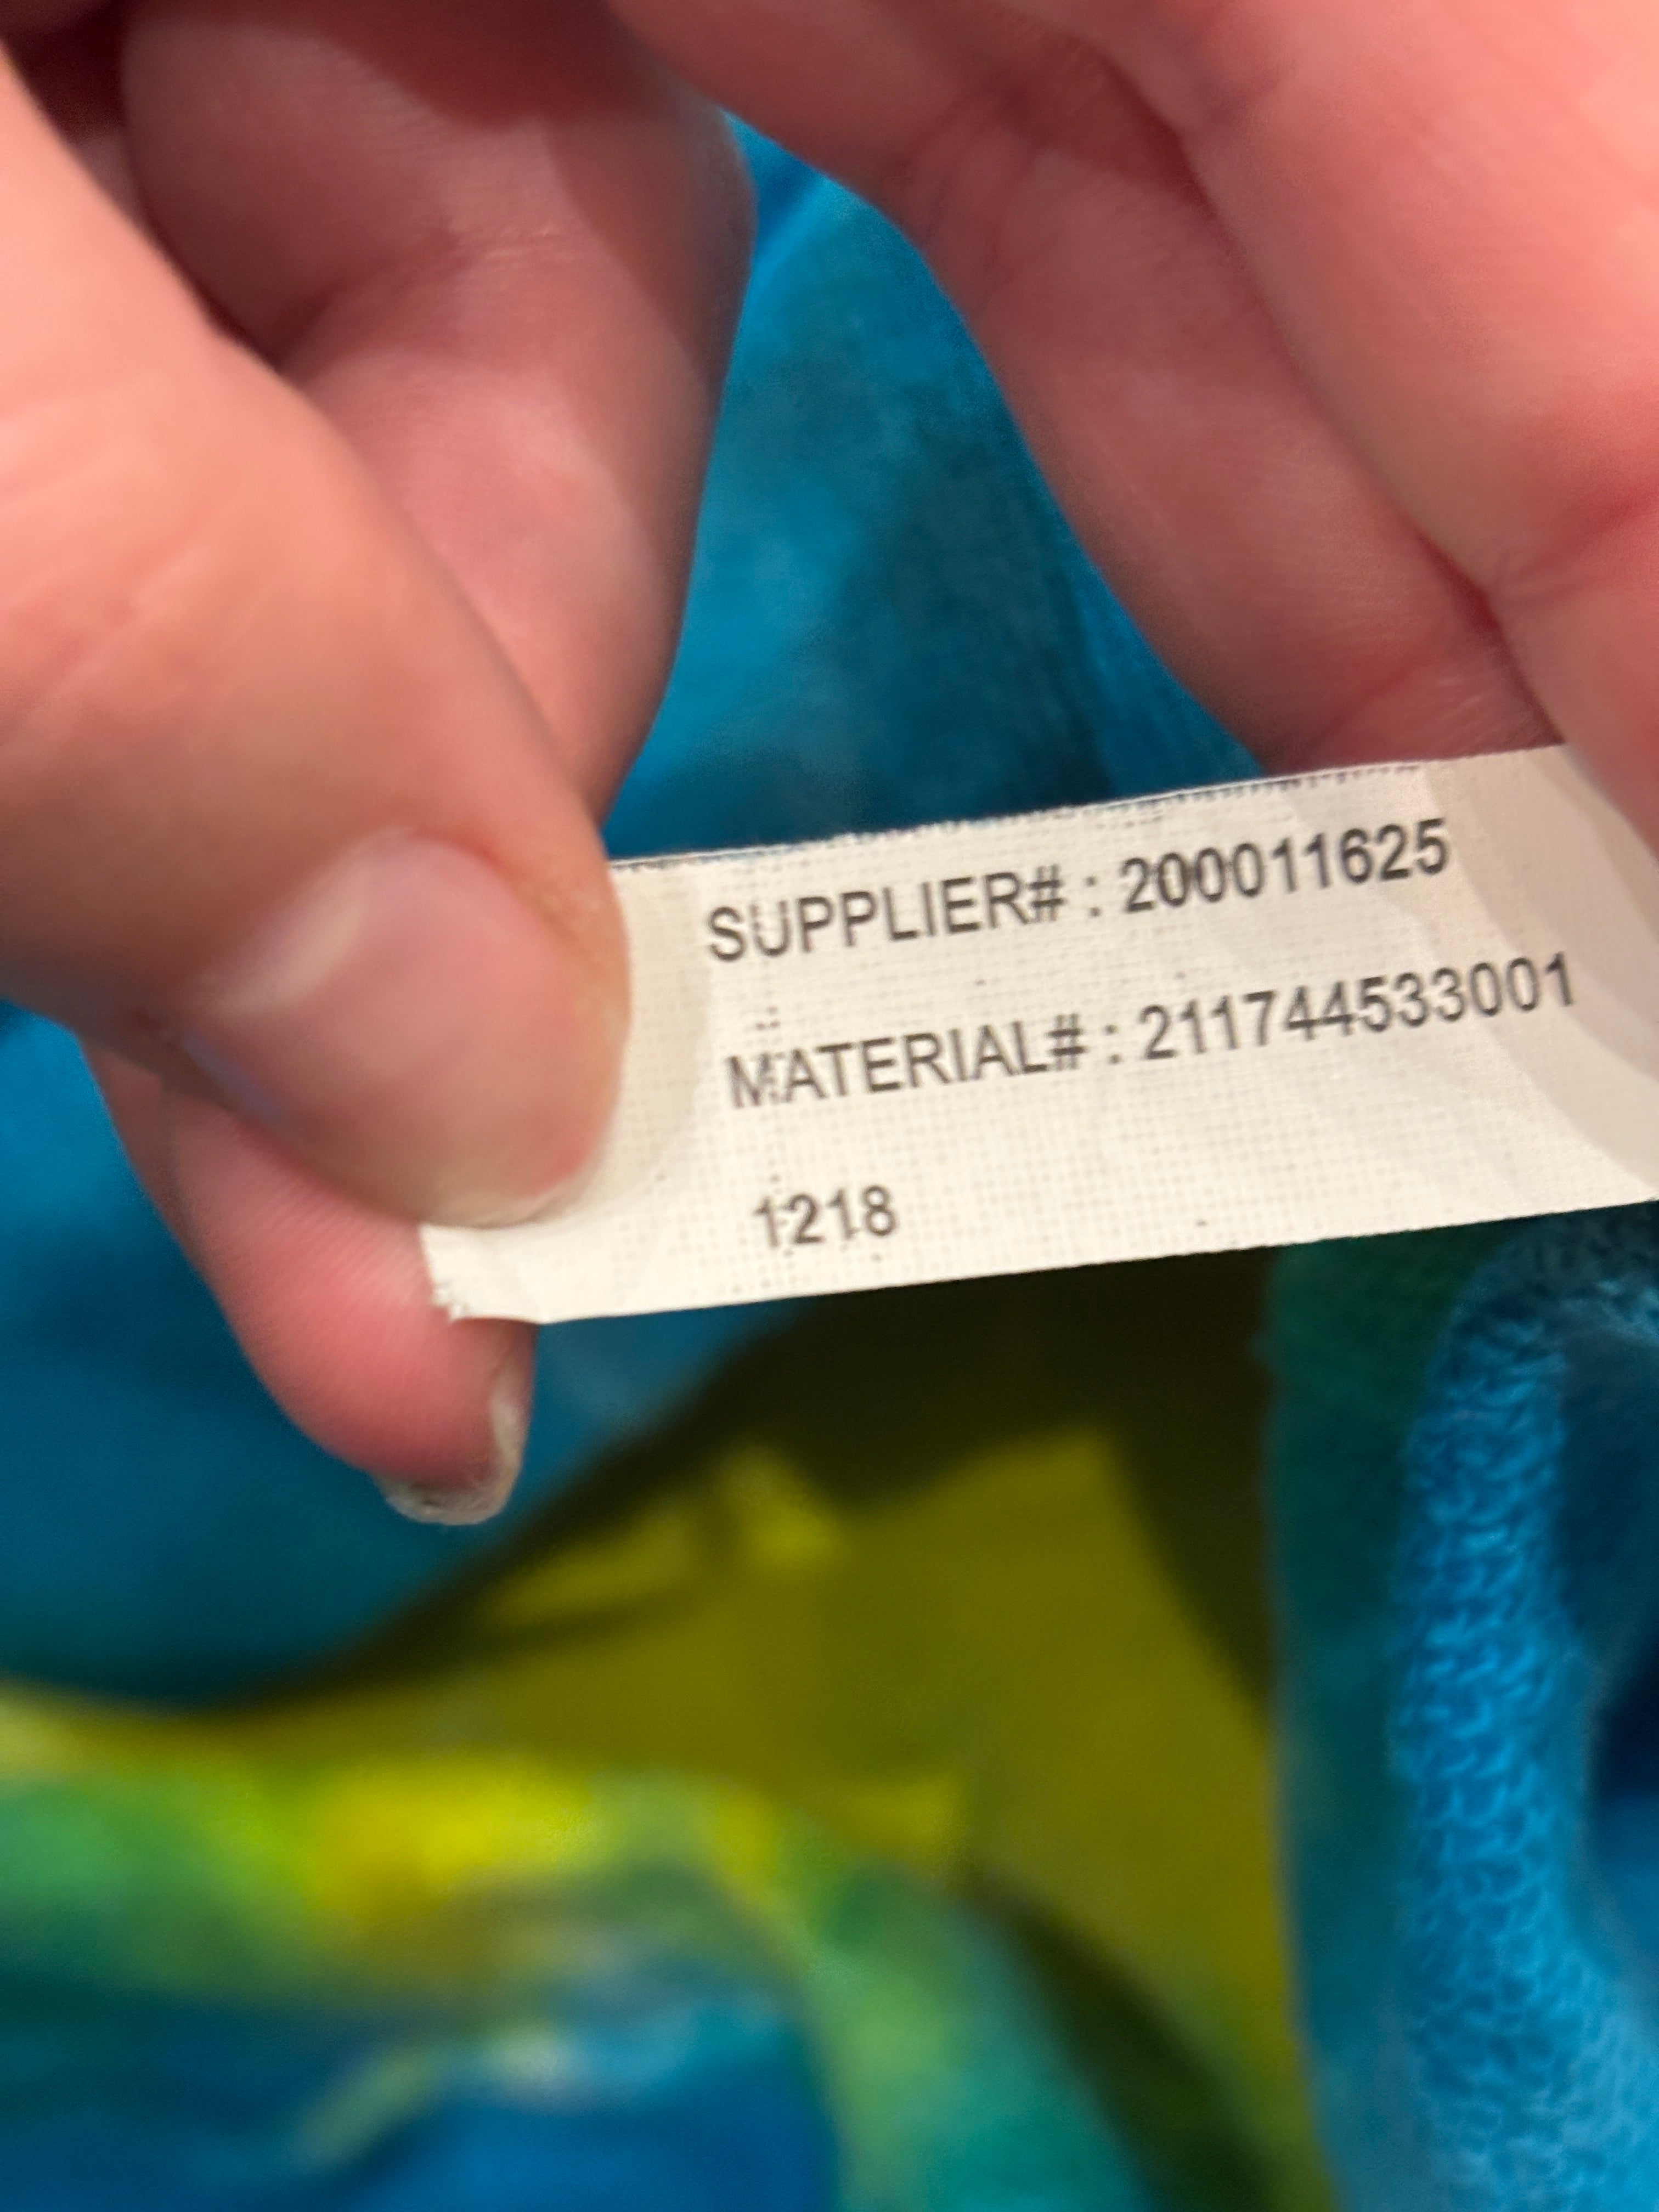 SUPPLIER# : 200011625
MATERIAL# : 211744533001
1218